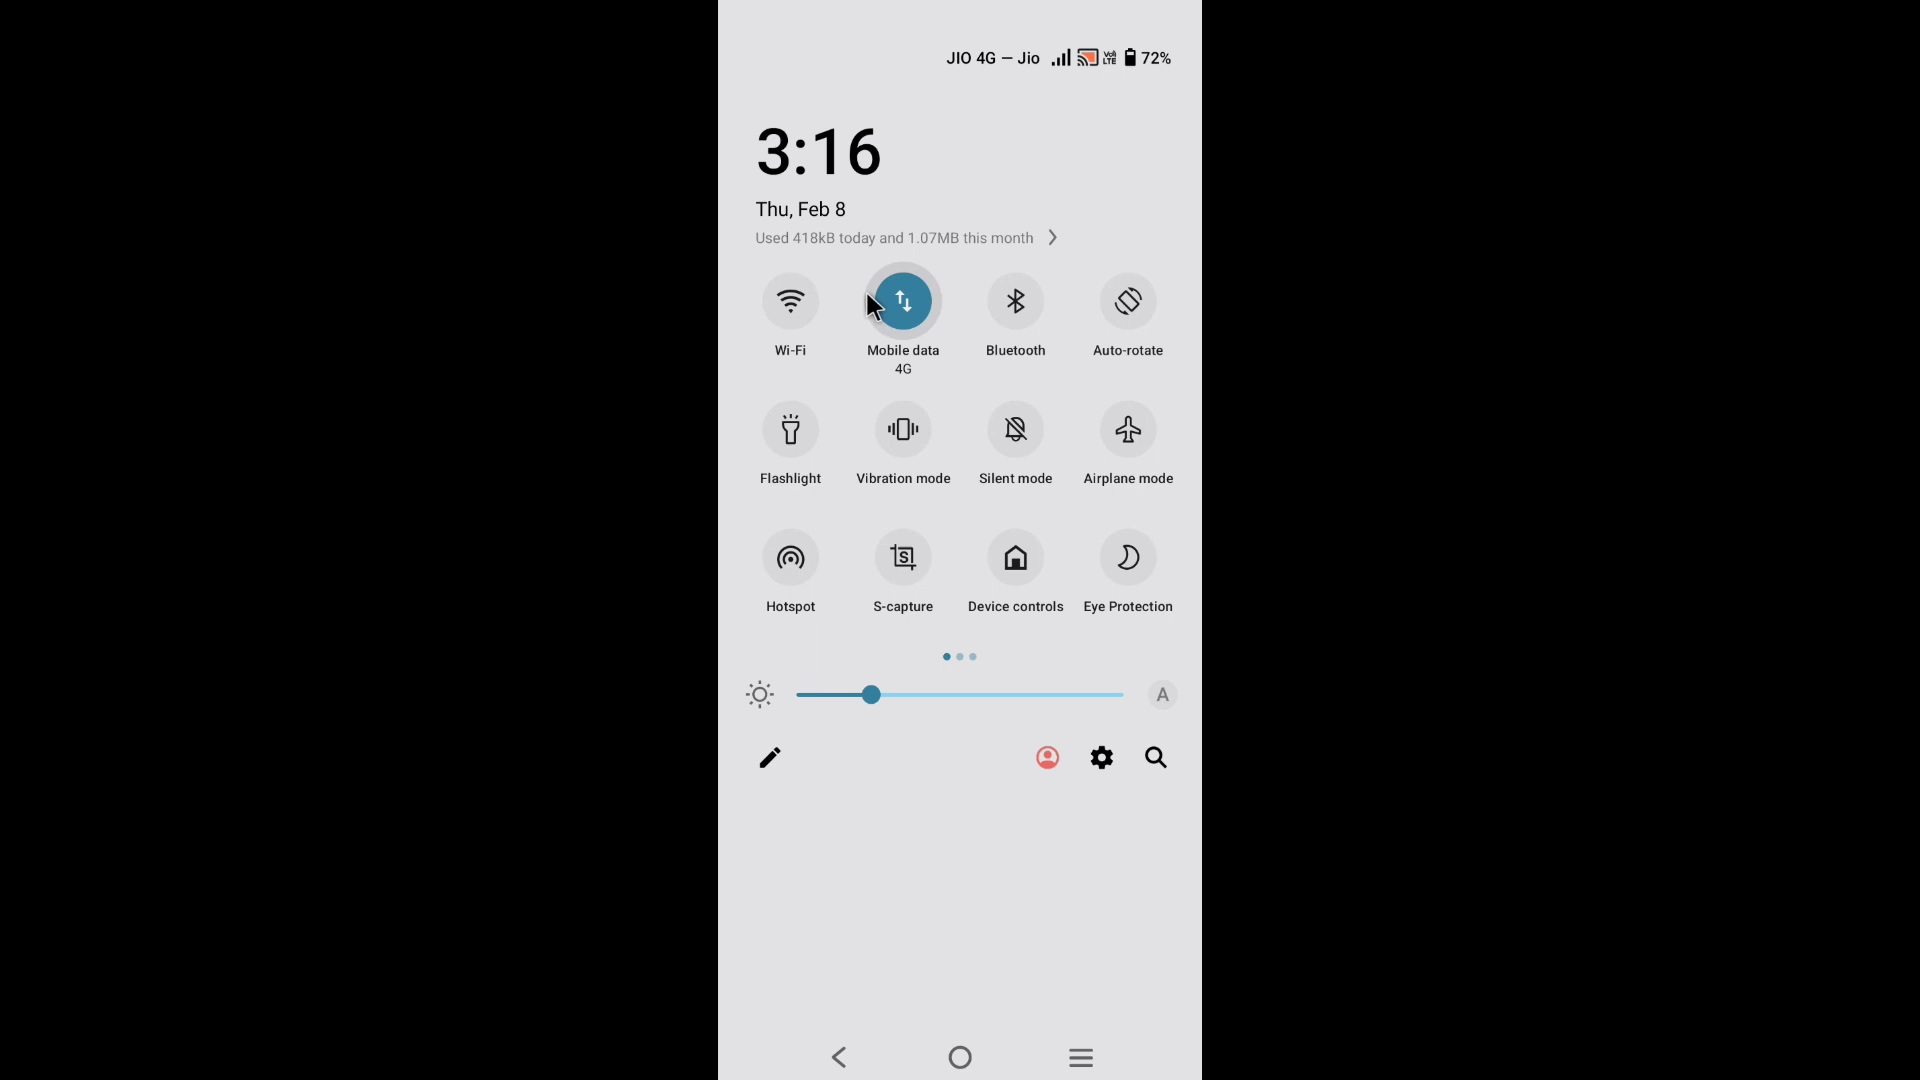 JIO 4G — Jio VoLTE 72%
3:16
Thu, Feb 8
Used 418kB today and 1.07MB this month
Wi-Fi Mobile data Bluetooth Auto-rotate
4G
Flashlight Vibration mode Silent mode Airplane mode
S
Hotspot S-capture Device controls Eye Protection
A